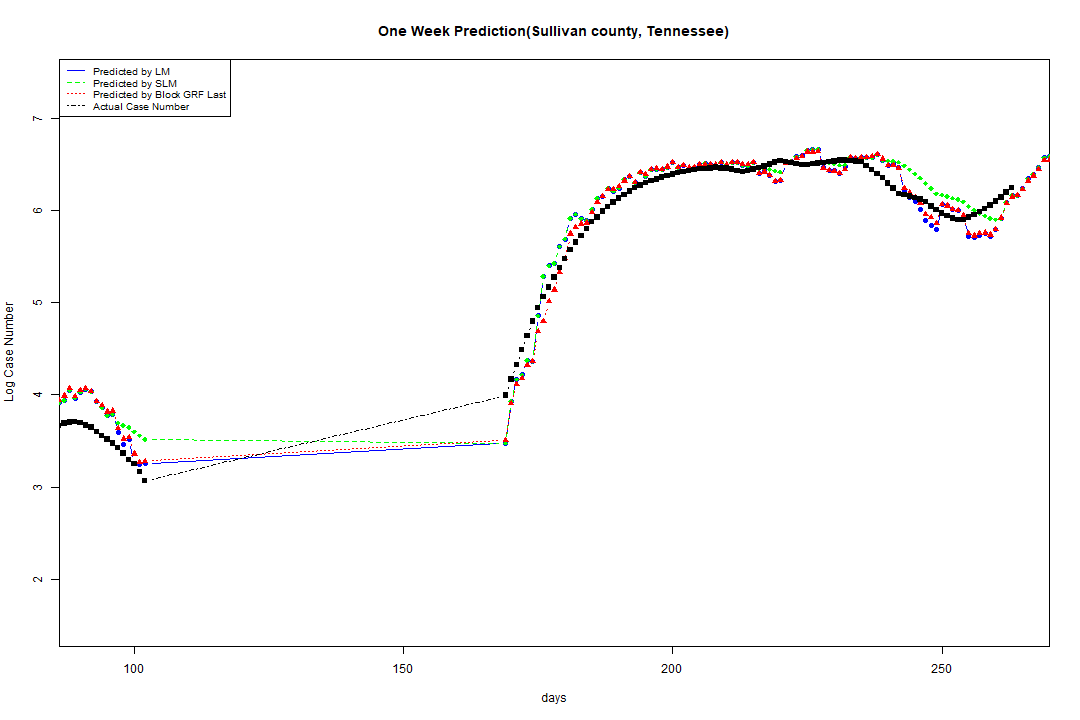 One Week Prediction(Sullivan county, Tennessee)
Predicted by LM
Predicted by SLM
Predicted by Block GRF Last
Actual Case Number
7
6
5
4
3
2
Log Case Number
100 150 200 250
days